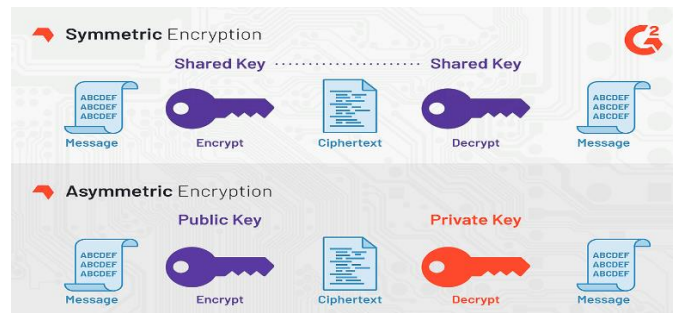 Symmetric Encryption
G2
Shared Key Shared Key
ABCDEF ABCDEF
ABCDEF ABCDEF
ABCDEF ABCDEF
Message Encrypt Ciphertext Decrypt Message
Asymmetric Encryption
Public Key Private Key
ABCDEF ABCDEF
ABCDEF ABCDEF
ABCDEF ABCDEF
Message Encrypt Ciphertext Decrypt Message